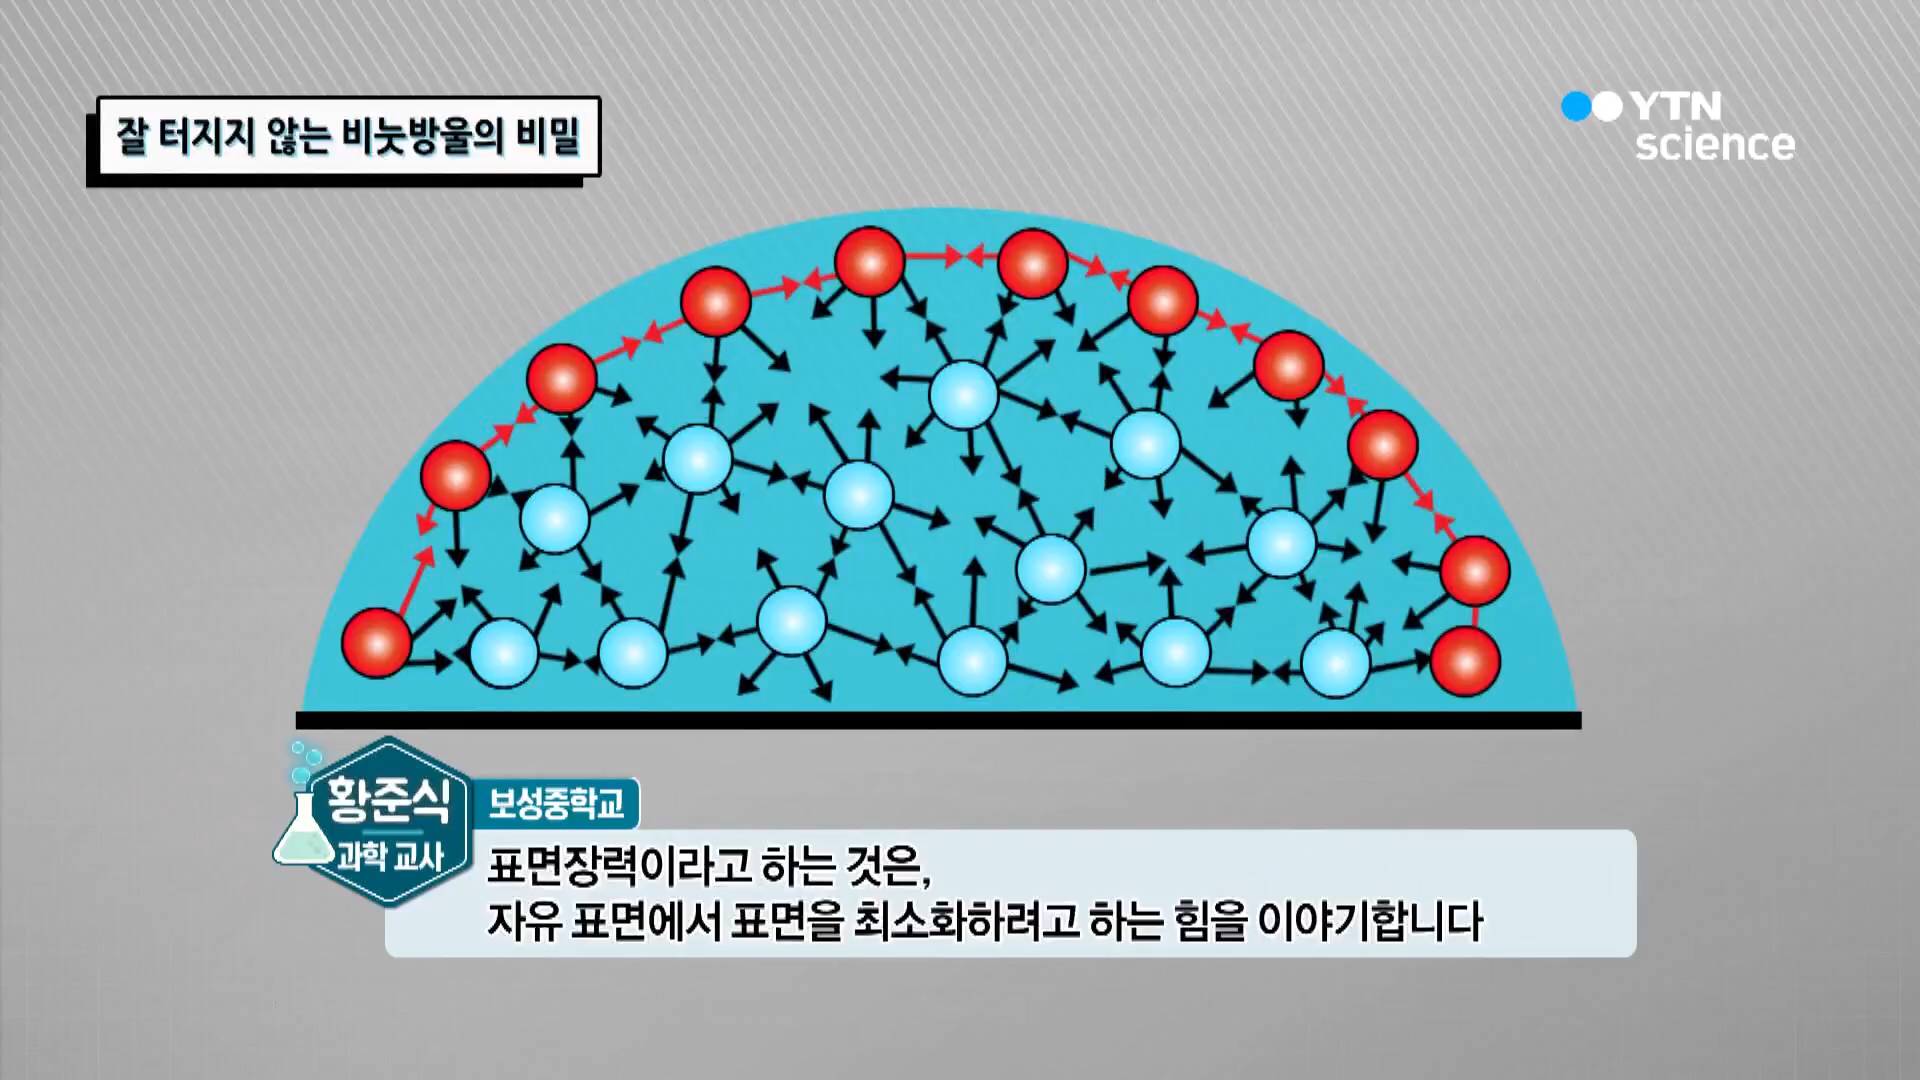 잘 터지지 않는 비눗방울의 비밀
YTN
science
황준식
과학 교사
보성중학교
표면장력이라고 하는 것은,
자유 표면에서 표면을 최소화하려고 하는 힘을 이야기합니다